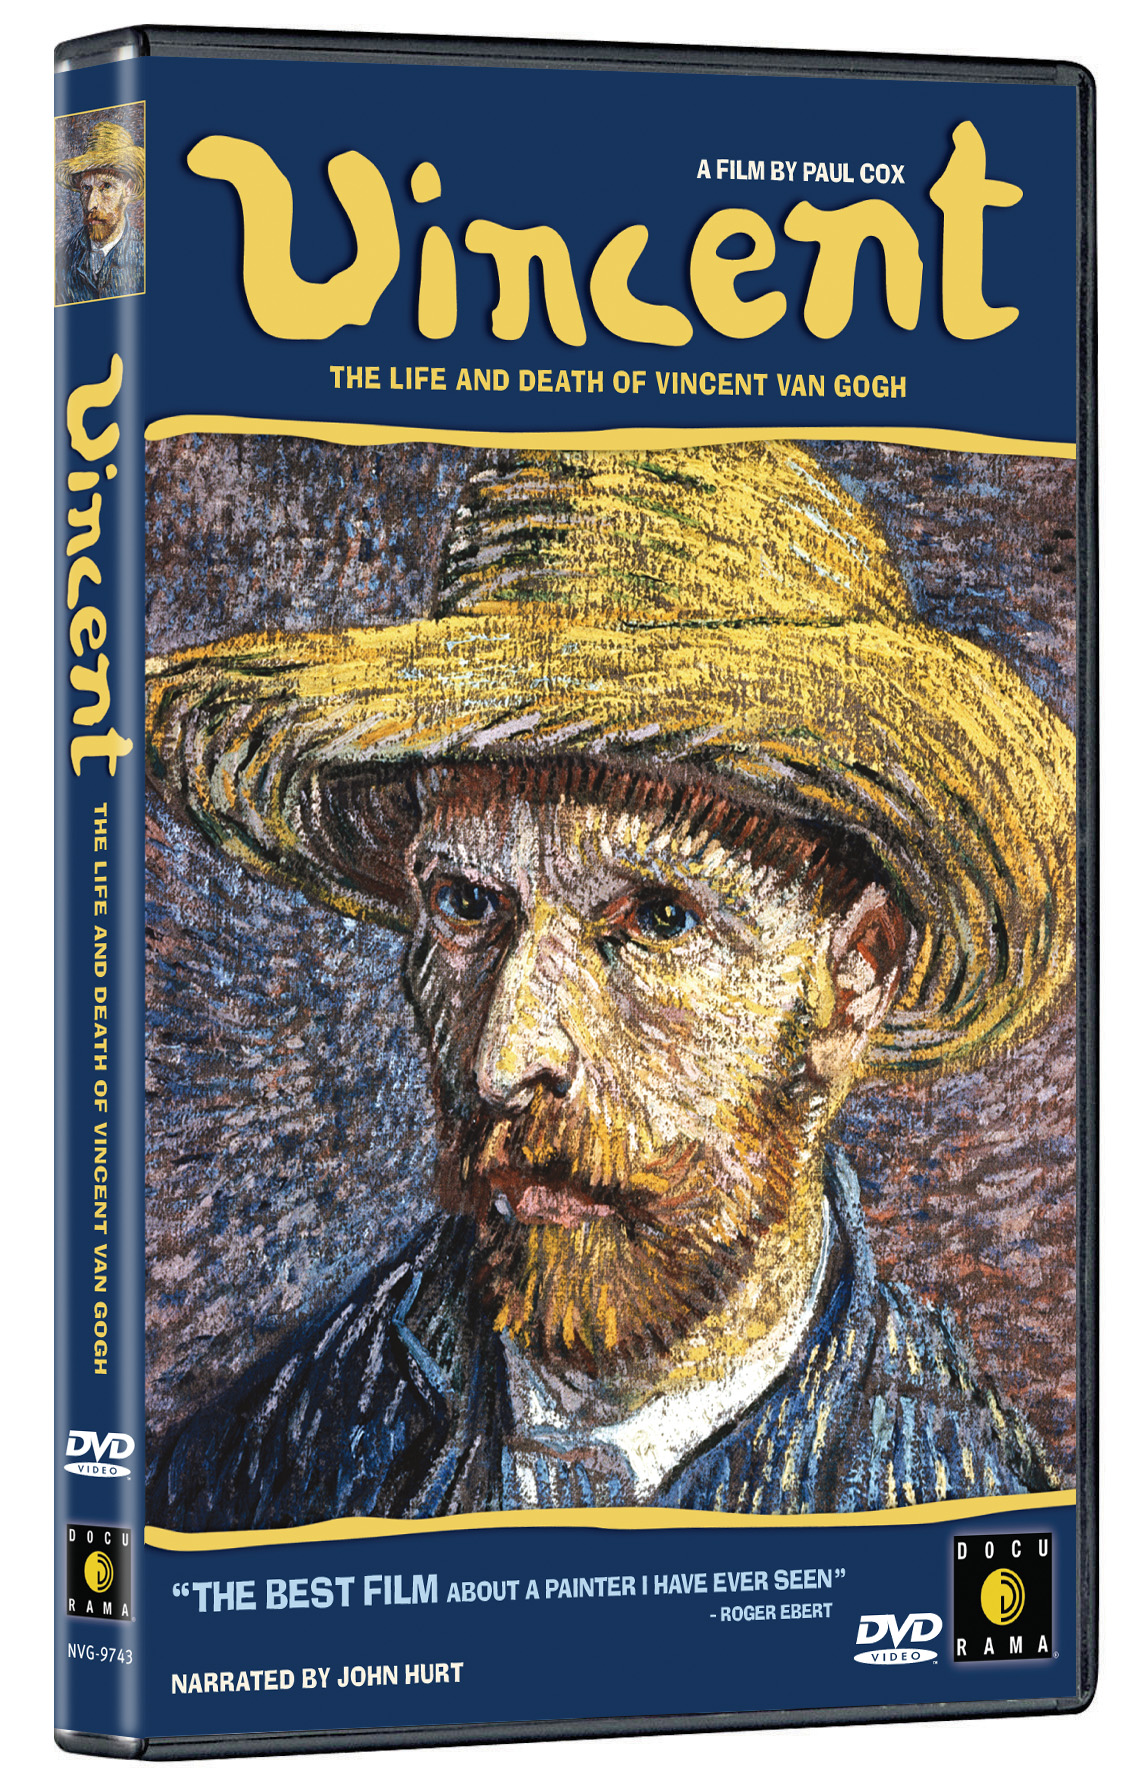 A FILM BY PAUL COX
Vincent
THE LIFE AND DEATH OF VINCENT VAN GOGH
"THE BEST FILM ABOUT A PAINTER I HAVE EVER SEEN"
- ROGER EBERT
NARRATED BY JOHN HURT
DVD
VIDEO
™
DOCU
RAMA
®
Vincent
THE LIFE AND DEATH OF VINCENT VAN GOGH
DVD
VIDEO
DOCU
RAMA
NVG-9743